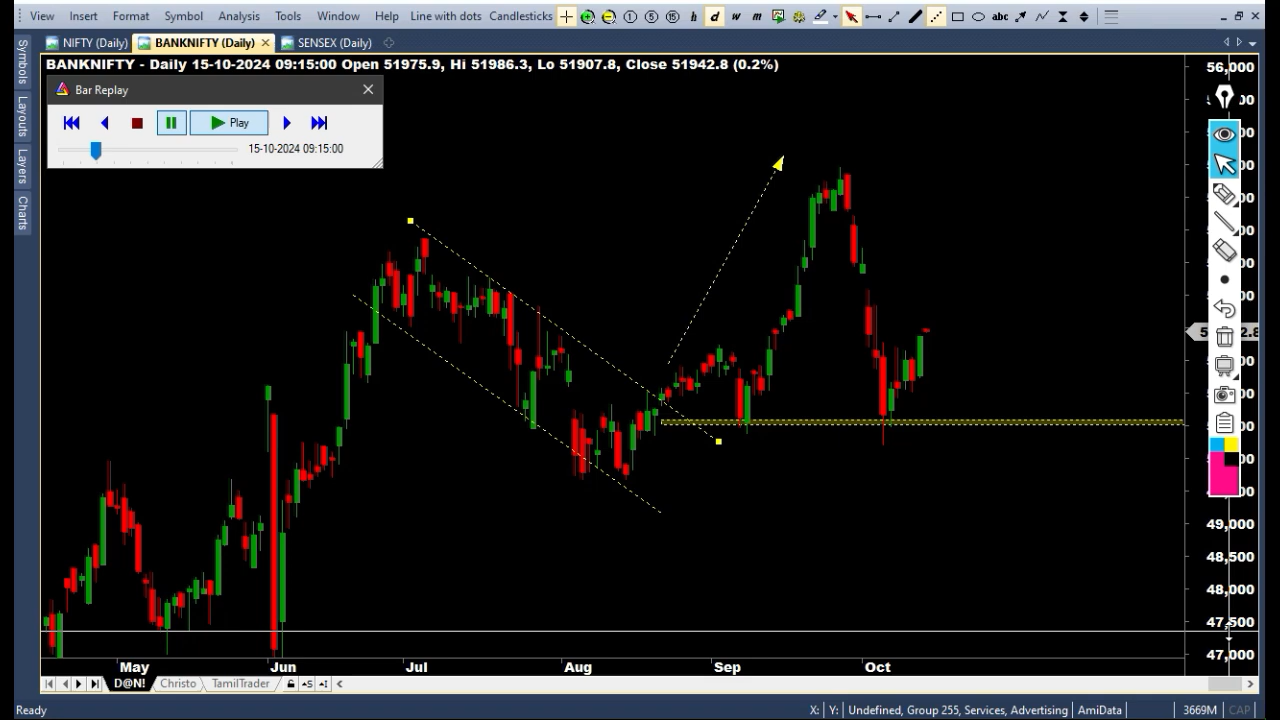 View Insert Format Symbol Analysis Tools Window Help Line with dots Candlesticks 1 5 15 h d w m abc
NIFTY (Daily) BANKNIFTY (Daily) SENSEX (Daily)
BANKNIFTY - Daily 15-10-2024 09:15:00 Open 51975.9, Hi 51986.3, Lo 51907.8, Close 51942.8 (0.2%)
56,000
Bar Replay
Play
15-10-2024 09:15:00
Symbols
Layouts
Layers
Charts
49,000
48,500
48,000
47,500
47,000
May Jun Jul Aug Sep Oct
D@N! Christo TamilTrader
Ready X: Y: Undefined, Group 255, Services, Advertising AmiData 3669M CAP